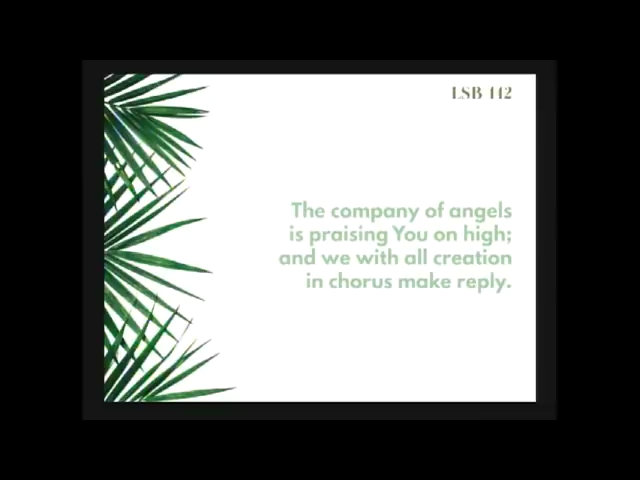 LSB 442
The company of angels
is praising You on high;
and we with all creation
in chorus make reply.